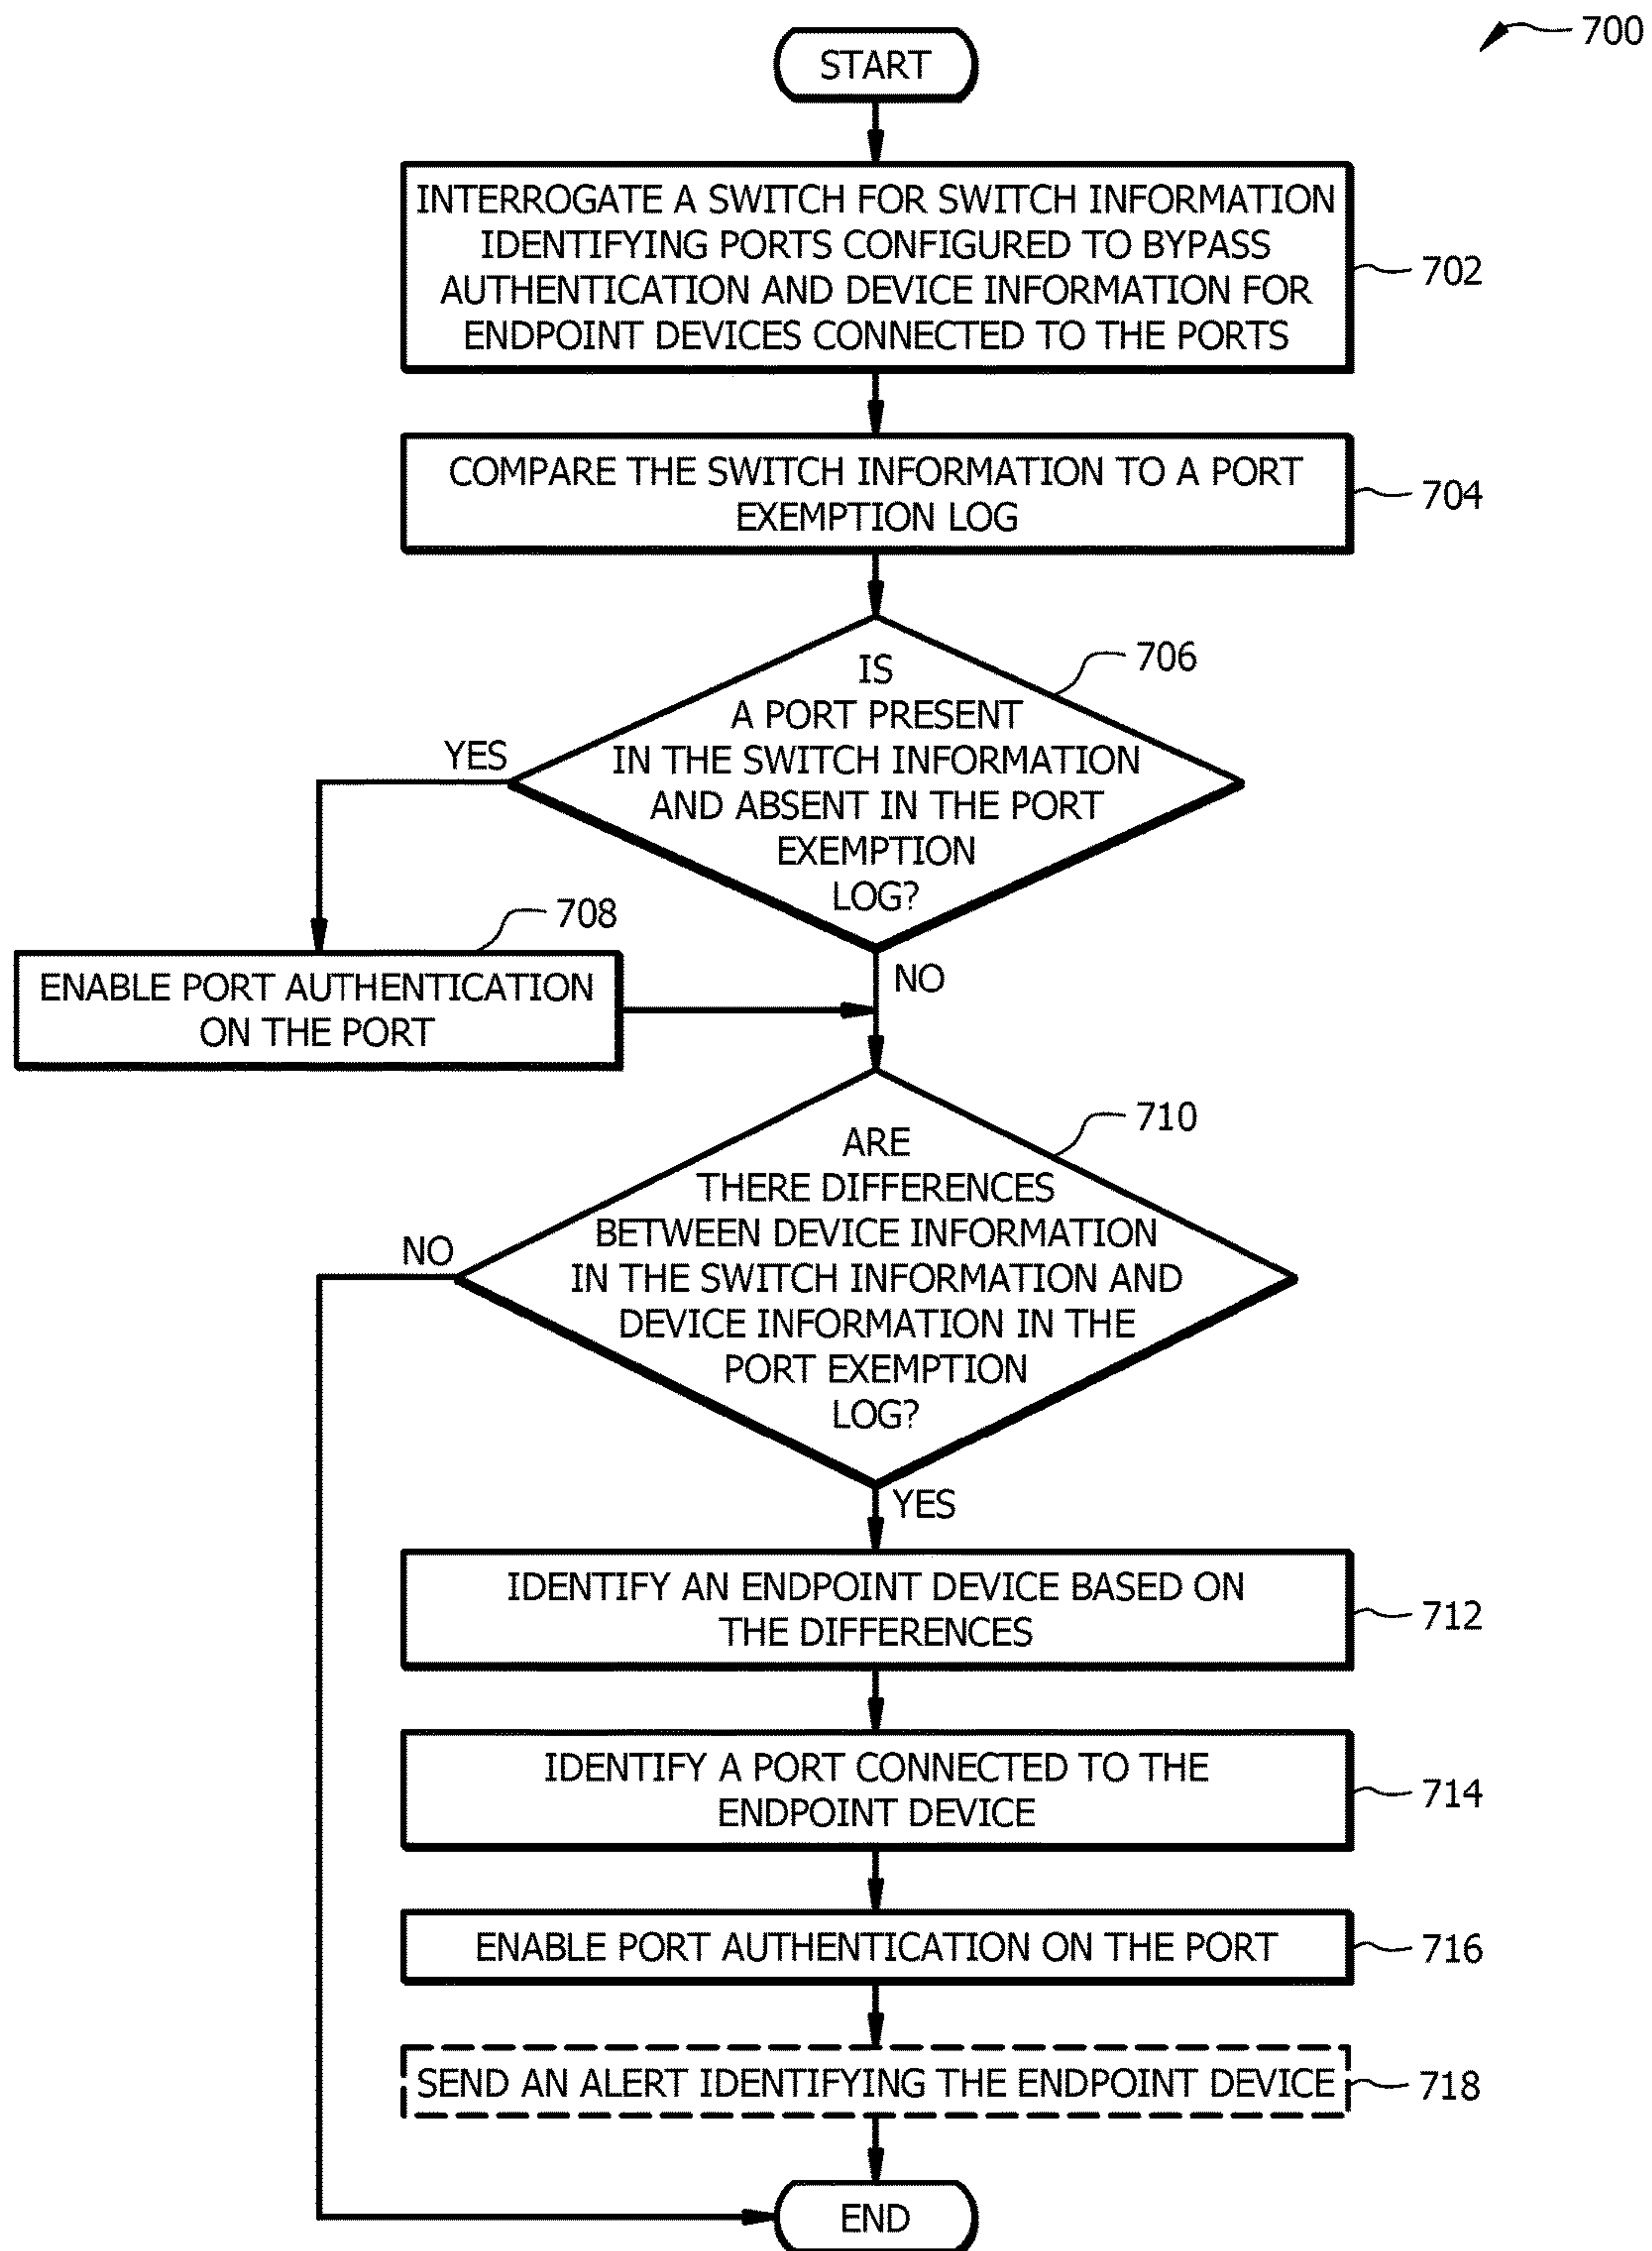 700
START
INTERROGATE A SWITCH FOR SWITCH INFORMATION
IDENTIFYING PORTS CONFIGURED TO BYPASS
AUTHENTICATION AND DEVICE INFORMATION FOR
ENDPOINT DEVICES CONNECTED TO THE PORTS
702
COMPARE THE SWITCH INFORMATION TO A PORT
EXEMPTION LOG
704
IS
A PORT PRESENT
IN THE SWITCH INFORMATION
AND ABSENT IN THE PORT
EXEMPTION
LOG?
706
YES
NO
708
ENABLE PORT AUTHENTICATION
ON THE PORT
ARE
THERE DIFFERENCES
BETWEEN DEVICE INFORMATION
IN THE SWITCH INFORMATION AND
DEVICE INFORMATION IN THE
PORT EXEMPTION
LOG?
710
NO
YES
IDENTIFY AN ENDPOINT DEVICE BASED ON
THE DIFFERENCES
712
IDENTIFY A PORT CONNECTED TO THE
ENDPOINT DEVICE
714
ENABLE PORT AUTHENTICATION ON THE PORT
716
SEND AN ALERT IDENTIFYING THE ENDPOINT DEVICE
718
END